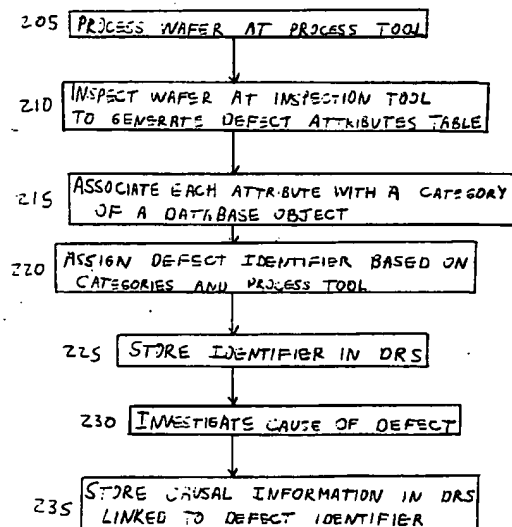 205 PROCESS WAFER AT PROCESS TOOL
210 INSPECT WAFER AT INSPECTION TOOL
TO GENERATE DEFECT ATTRIBUTES TABLE
215 ASSOCIATE EACH ATTRIBUTE WITH A CATEGORY
OF A DATABASE OBJECT
220 ASSIGN DEFECT IDENTIFIER BASED ON
CATEGORIES AND PROCESS TOOL
225 STORE IDENTIFIER IN DRS
230 INVESTIGATE CAUSE OF DEFECT
235 STORE CAUSAL INFORMATION IN DRS
LINKED TO DEFECT IDENTIFIER